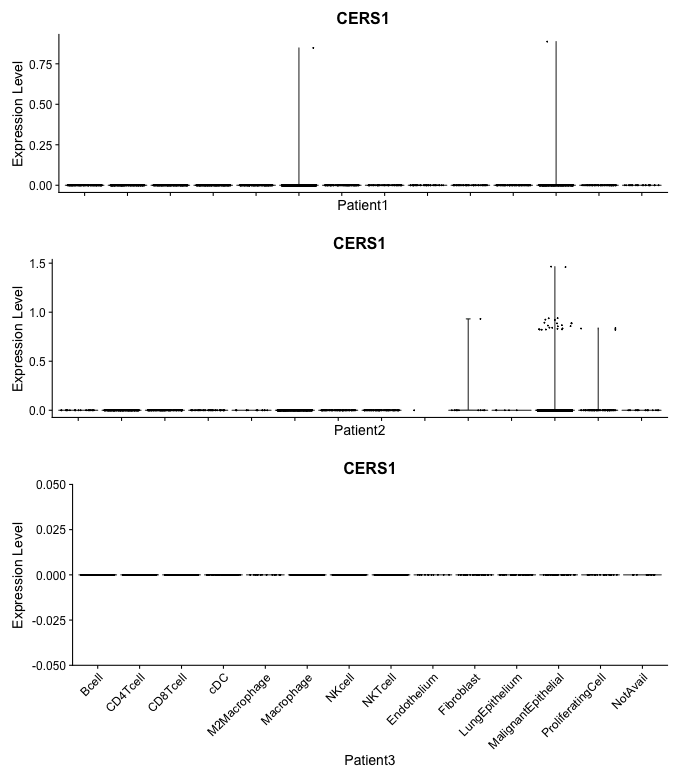 CERS1
Expression Level
0.75
0.50
0.25
0.00
Patient1
CERS1
Expression Level
1.5
1.0
0.5
0.0
Patient2
CERS1
Expression Level
0.050
0.025
0.000
-0.025
-0.050
Bcell
CD4Tcell
CD8Tcell
cDC
M2Macrophage
Macrophage
NKcell
NKTcell
Endothelium
Fibroblast
LungEpithelium
MalignantEpithelial
ProliferatingCell
NotAvail
Patient3